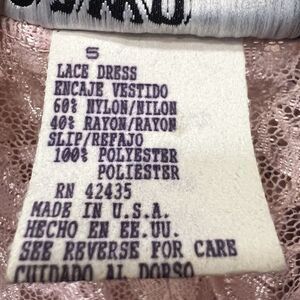 S
LACE DRESS
ENCAJE VESTIDO
60% NYLON/NILON
40% RAYON/RAYON
SLIP/REFAJO
100% POLYESTER
POLIESTER
RN 42435
MADE IN U.S.A.
HECHO EN EE.UU.
SEE REVERSE FOR CARE
CUIDADO AL DORSO